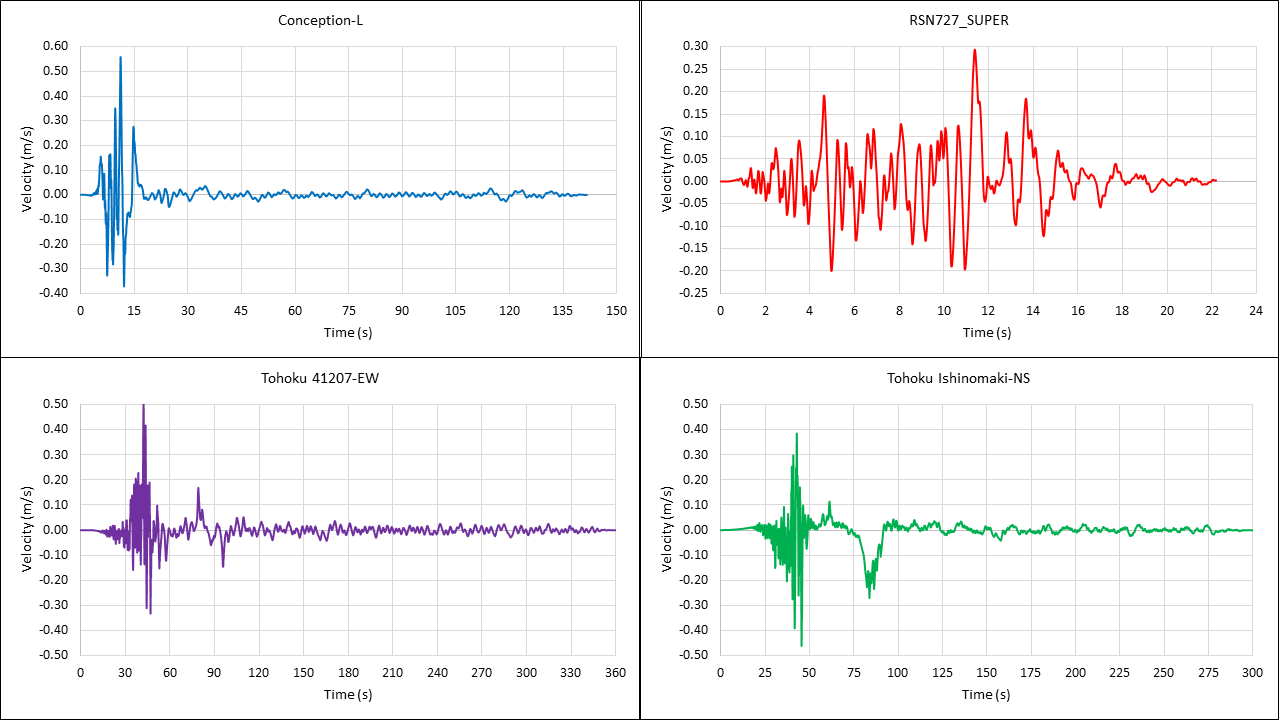 Conception-L
0.60
0.50
0.40
0.30
0.20
0.10
0.00
-0.10
-0.20
-0.30
-0.40
Velocity (m/s)
0 15 30 45 60 75 90 105 120 135 150
Time (s)
RSN727_SUPER
0.30
0.25
0.20
0.15
0.10
0.05
0.00
-0.05
-0.10
-0.15
-0.20
-0.25
Velocity (m/s)
0 2 4 6 8 10 12 14 16 18 20 22 24
Time (s)
Tohoku 41207-EW
0.50
0.40
0.30
0.20
0.10
0.00
-0.10
-0.20
-0.30
-0.40
-0.50
Velocity (m/s)
0 30 60 90 120 150 180 210 240 270 300 330 360
Time (s)
Tohoku Ishinomaki-NS
0.50
0.40
0.30
0.20
0.10
0.00
-0.10
-0.20
-0.30
-0.40
-0.50
Velocity (m/s)
0 25 50 75 100 125 150 175 200 225 250 275 300
Time (s)